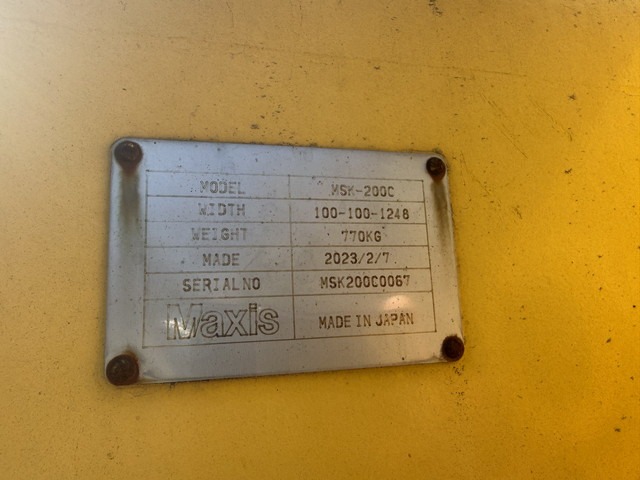 MODEL MSK-200C
WIDTH 100-100-1248
WEIGHT 770KG
MADE 2023/2/7
SERIALNO MSK200C0067
Maxis MADE IN JAPAN